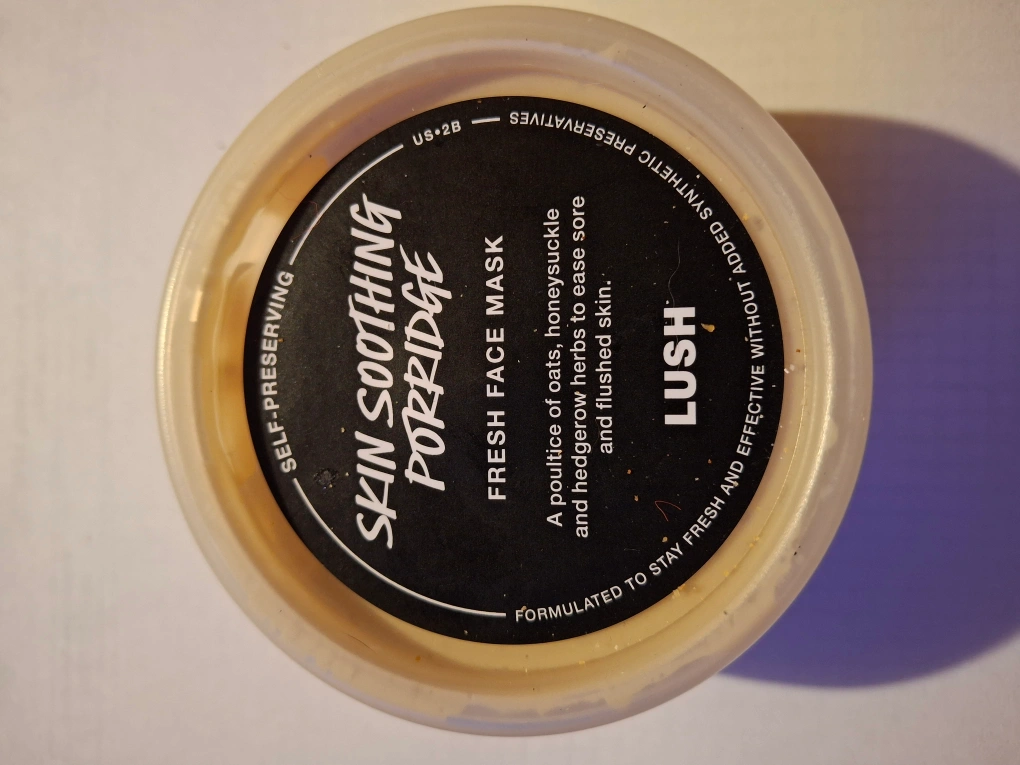 SELF-PRESERVING
US•2B
SKIN SOOTHING
PORRIDGE
FRESH FACE MASK
A poultice of oats, honeysuckle
and hedgerow herbs to ease sore
and flushed skin.
LUSH
FORMULATED TO STAY FRESH AND EFFECTIVE WITHOUT ADDED SYNTHETIC PRESERVATIVES